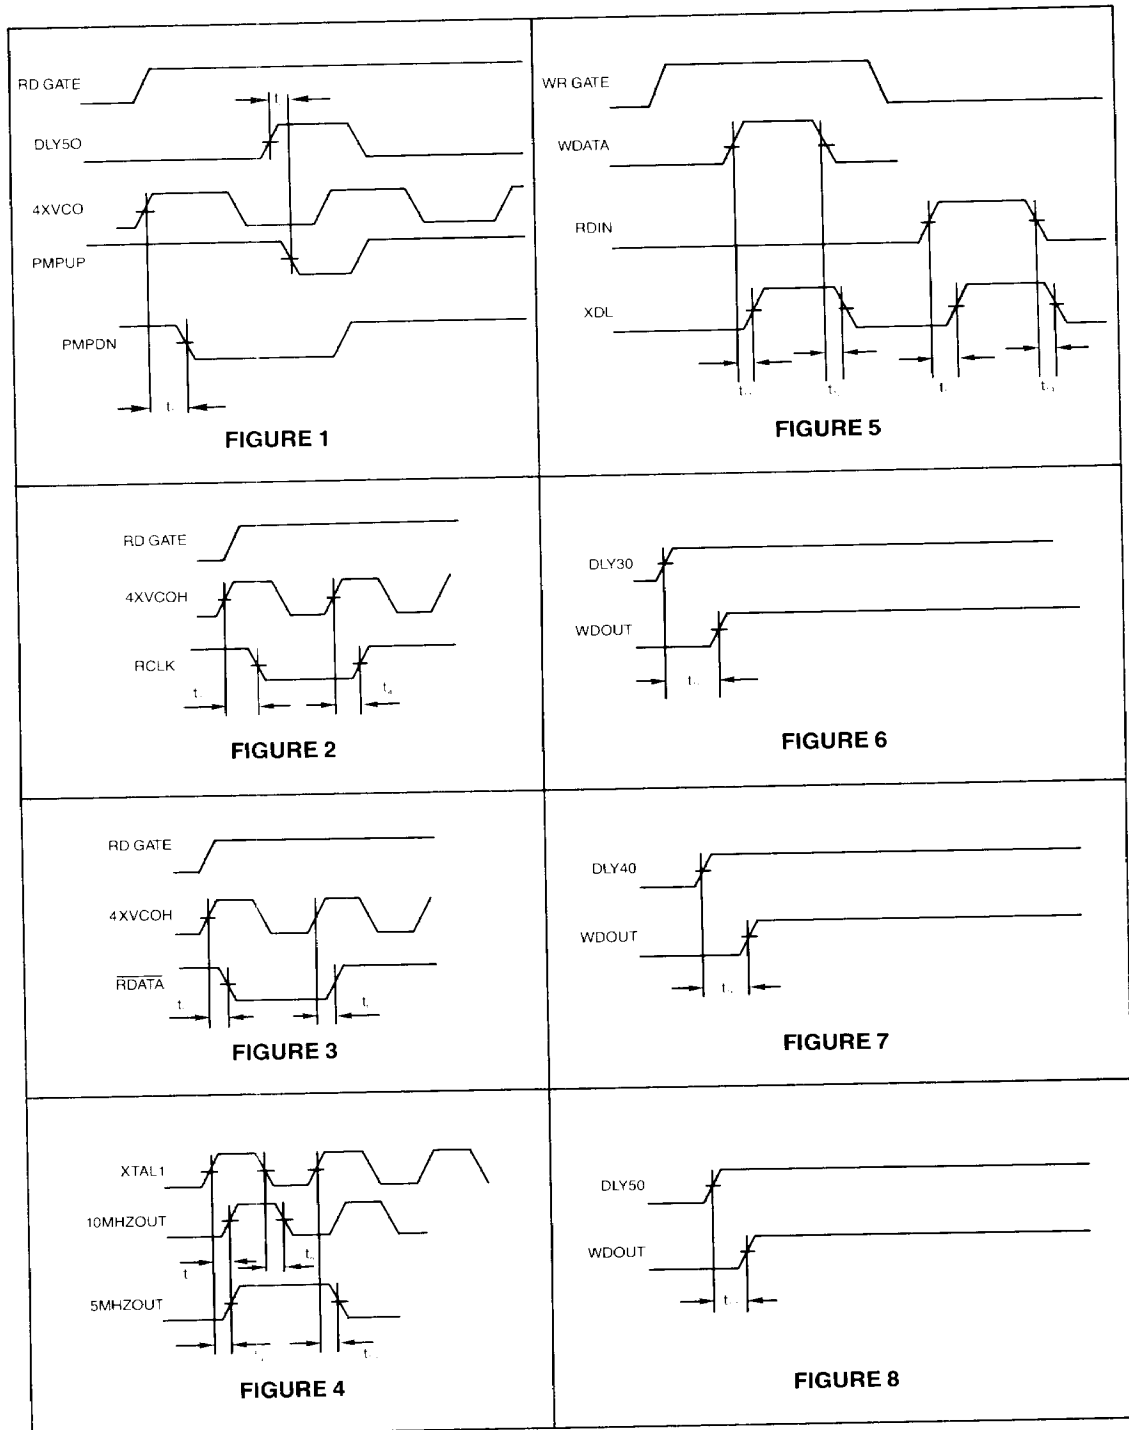 RD GATE
DLY5O
4XVCO
PMPUP
PMPDN
FIGURE 1
RD GATE
4XVCOH
RCLK
FIGURE 2
RD GATE
4XVCOH
RDATA
FIGURE 3
XTAL1
10MHZOUT
5MHZOUT
FIGURE 4
WR GATE
WDATA
RDIN
XDL
FIGURE 5
DLY30
WDOUT
FIGURE 6
DLY40
WDOUT
FIGURE 7
DLY50
WDOUT
FIGURE 8